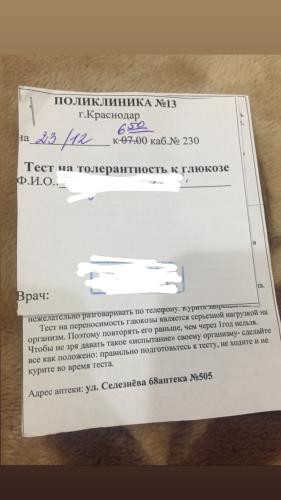 ПОЛИКЛИНИКА №13
г.Краснодар
на 23/12 к 6 50 07.00 каб.№ 230
Тест на толерантность к глюкозе
Ф.И.О.
Врач:
нежелательно разговаривать по телефону. Курить
Тест на переносимость глюкозы является серьезной нагрузкой на
организм. Поэтому повторять его раньше, чем через 1год нельзя.
Чтобы не зря давать такое «испытание» своему организму- сделайте
все как положено: правильно подготовьтесь к тесту, не ходите и не
курите во время теста.
Адрес аптеки: ул. Селезнёва 68аптека №505